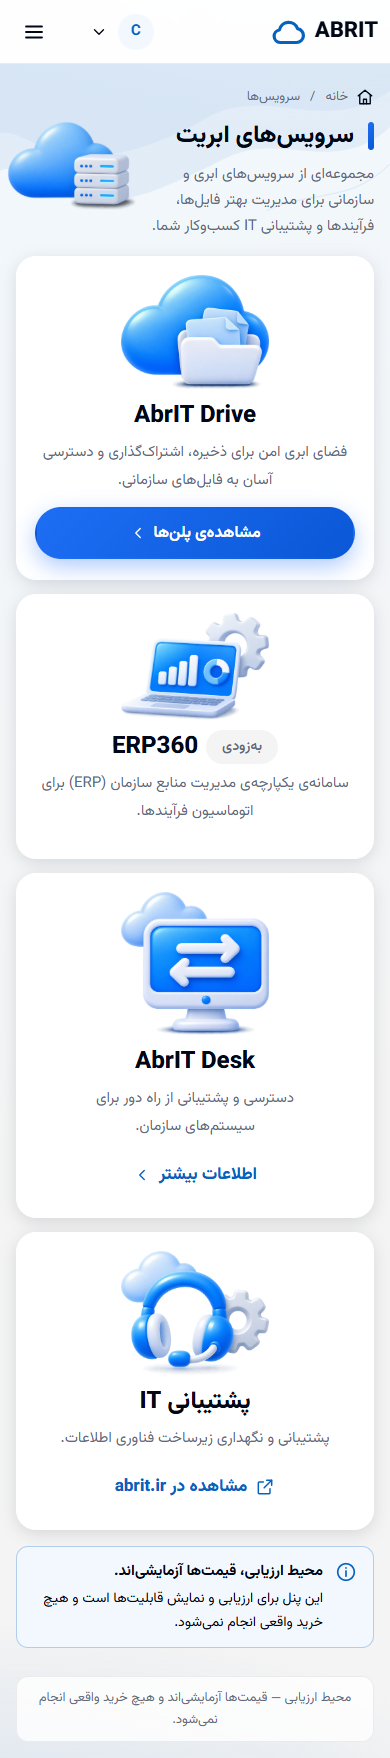 ABRIT
C
خانه / سرویس‌ها
سرویس‌های ابریت
مجموعه‌ای از سرویس‌های ابری و
سازمانی برای مدیریت بهتر فایل‌ها،
فرآیندها و پشتیبانی IT کسب‌وکار شما.
AbrIT Drive
فضای ابری امن برای ذخیره، اشتراک‌گذاری و دسترسی
آسان به فایل‌های سازمانی.
مشاهده‌ی پلن‌ها
ERP360 به‌زودی
سامانه‌ی یکپارچه‌ی مدیریت منابع سازمان (ERP) برای
اتوماسیون فرآیندها.
AbrIT Desk
دسترسی و پشتیبانی از راه دور برای
سیستم‌های سازمان.
اطلاعات بیشتر
پشتیبانی IT
پشتیبانی و نگهداری زیرساخت فناوری اطلاعات.
مشاهده در abrit.ir
محیط ارزیابی، قیمت‌ها آزمایشی‌اند.
این پنل برای ارزیابی و نمایش قابلیت‌ها است و هیچ
خرید واقعی انجام نمی‌شود.
محیط ارزیابی — قیمت‌ها آزمایشی‌اند و هیچ خرید واقعی انجام
نمی‌شود.